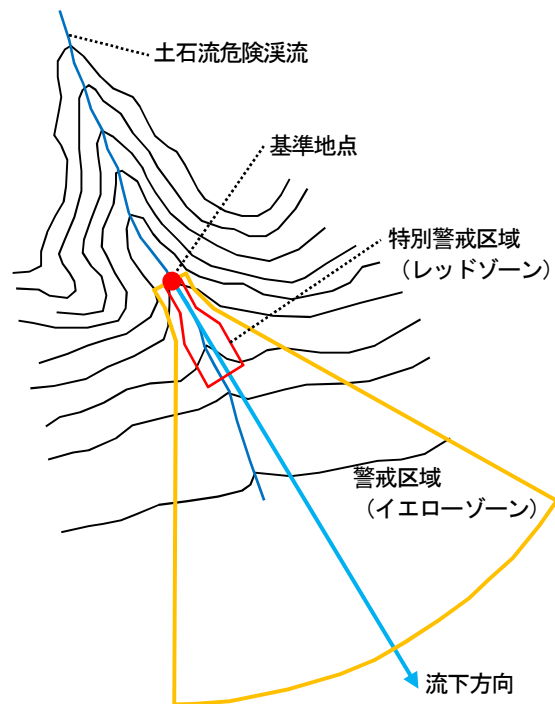 土石流危険渓流
基準地点
特別警戒区域
（レッドゾーン）
警戒区域
（イエローゾーン）
流下方向